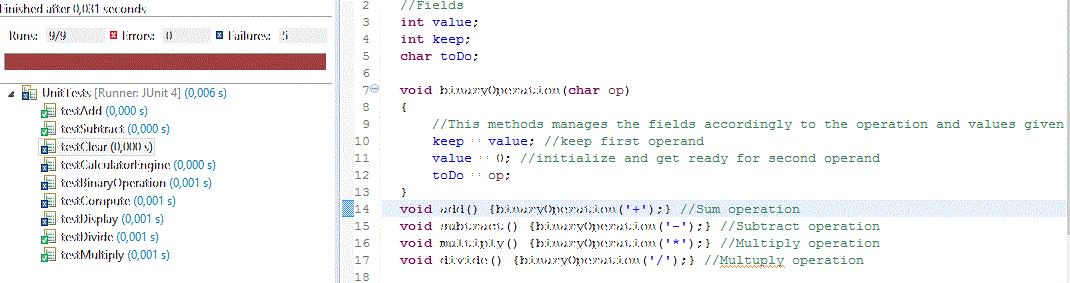 Finished after 0,031 seconds
Runs: 9/9 Errors: 0 Failures: 5
UnitTests [Runner: JUnit 4] (0,006 s)
testAdd (0,000 s)
testSubtract (0,000 s)
testClear (0,000 s)
testCalculatorEngine (0,000 s)
testBinaryOperation (0,001 s)
testCompute (0,001 s)
testDisplay (0,001 s)
testDivide (0,001 s)
testMultiply (0,001 s)
2 //Fields
3 int value;
4 int keep;
5 char toDo;
6
7 void binaryOperation(char op)
8 {
9 //This methods manages the fields accordingly to the operation and values given
10 keep = value; //keep first operand
11 value = 0; //initialize and get ready for second operand
12 toDo = op;
13 }
14 void add() {binaryOperation('+');} //Sum operation
15 void subtract() {binaryOperation('-');} //Subtract operation
16 void multiply() {binaryOperation('*');} //Multiply operation
17 void divide() {binaryOperation('/');} //Multuply operation
18